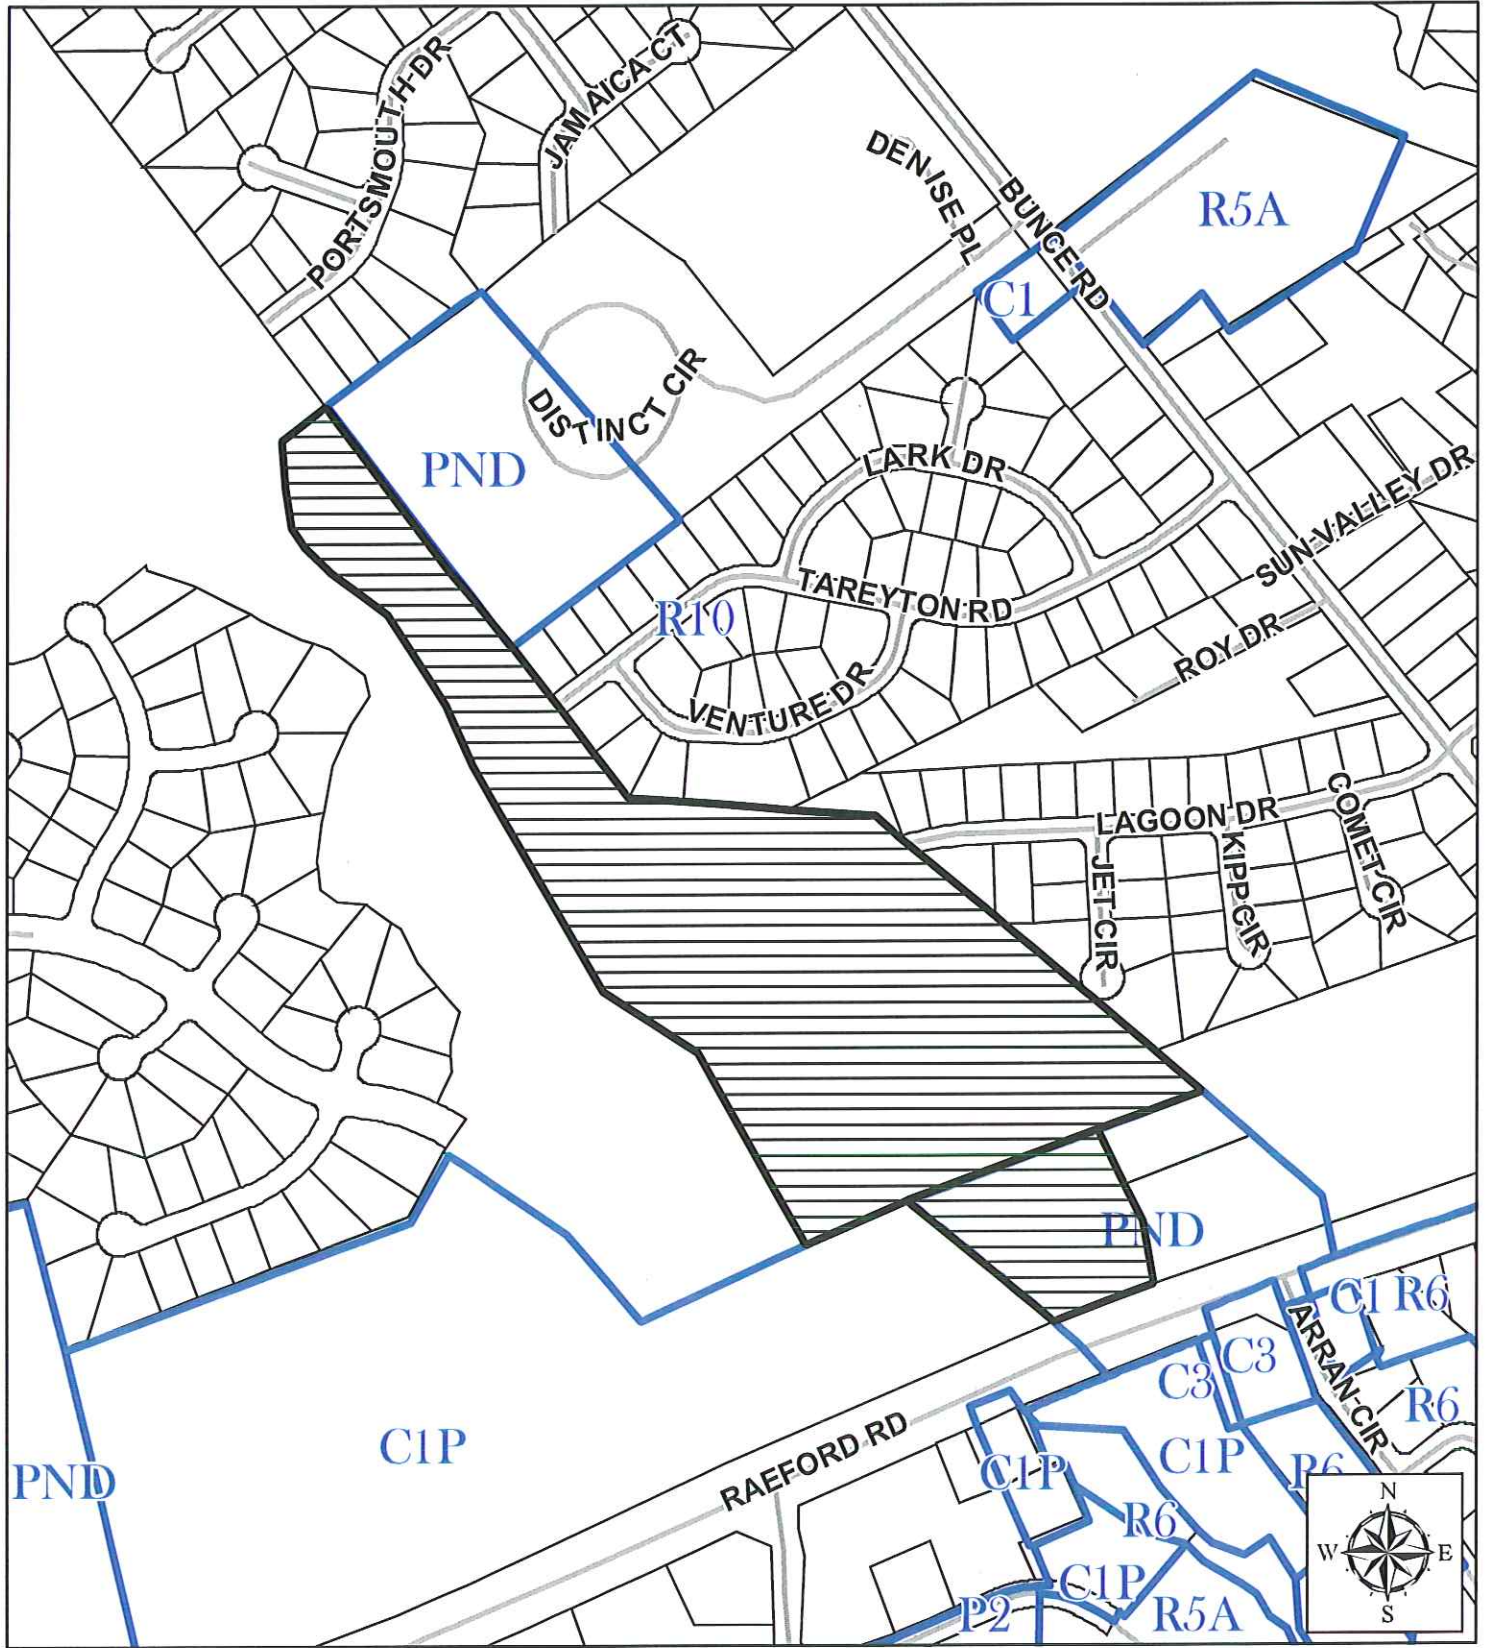 PORTSMOUTH DR
JAMAICA CT
DENISE PL
BUNCE RD
R5A
C1
DISTINCT CIR
PND
LARK DR
SUN VALLEY DR
TAREYTON RD
R10
ROY DR
VENTURE DR
LAGOON DR
COMET CIR
KIPP CIR
JET CIR
PND
C1
R6
ARRAN CIR
C3
C3
R6
C1P
RAEFORD RD
C1P
C1P
R6
PND
R6
C1P
P2
R5A
N
W
E
S